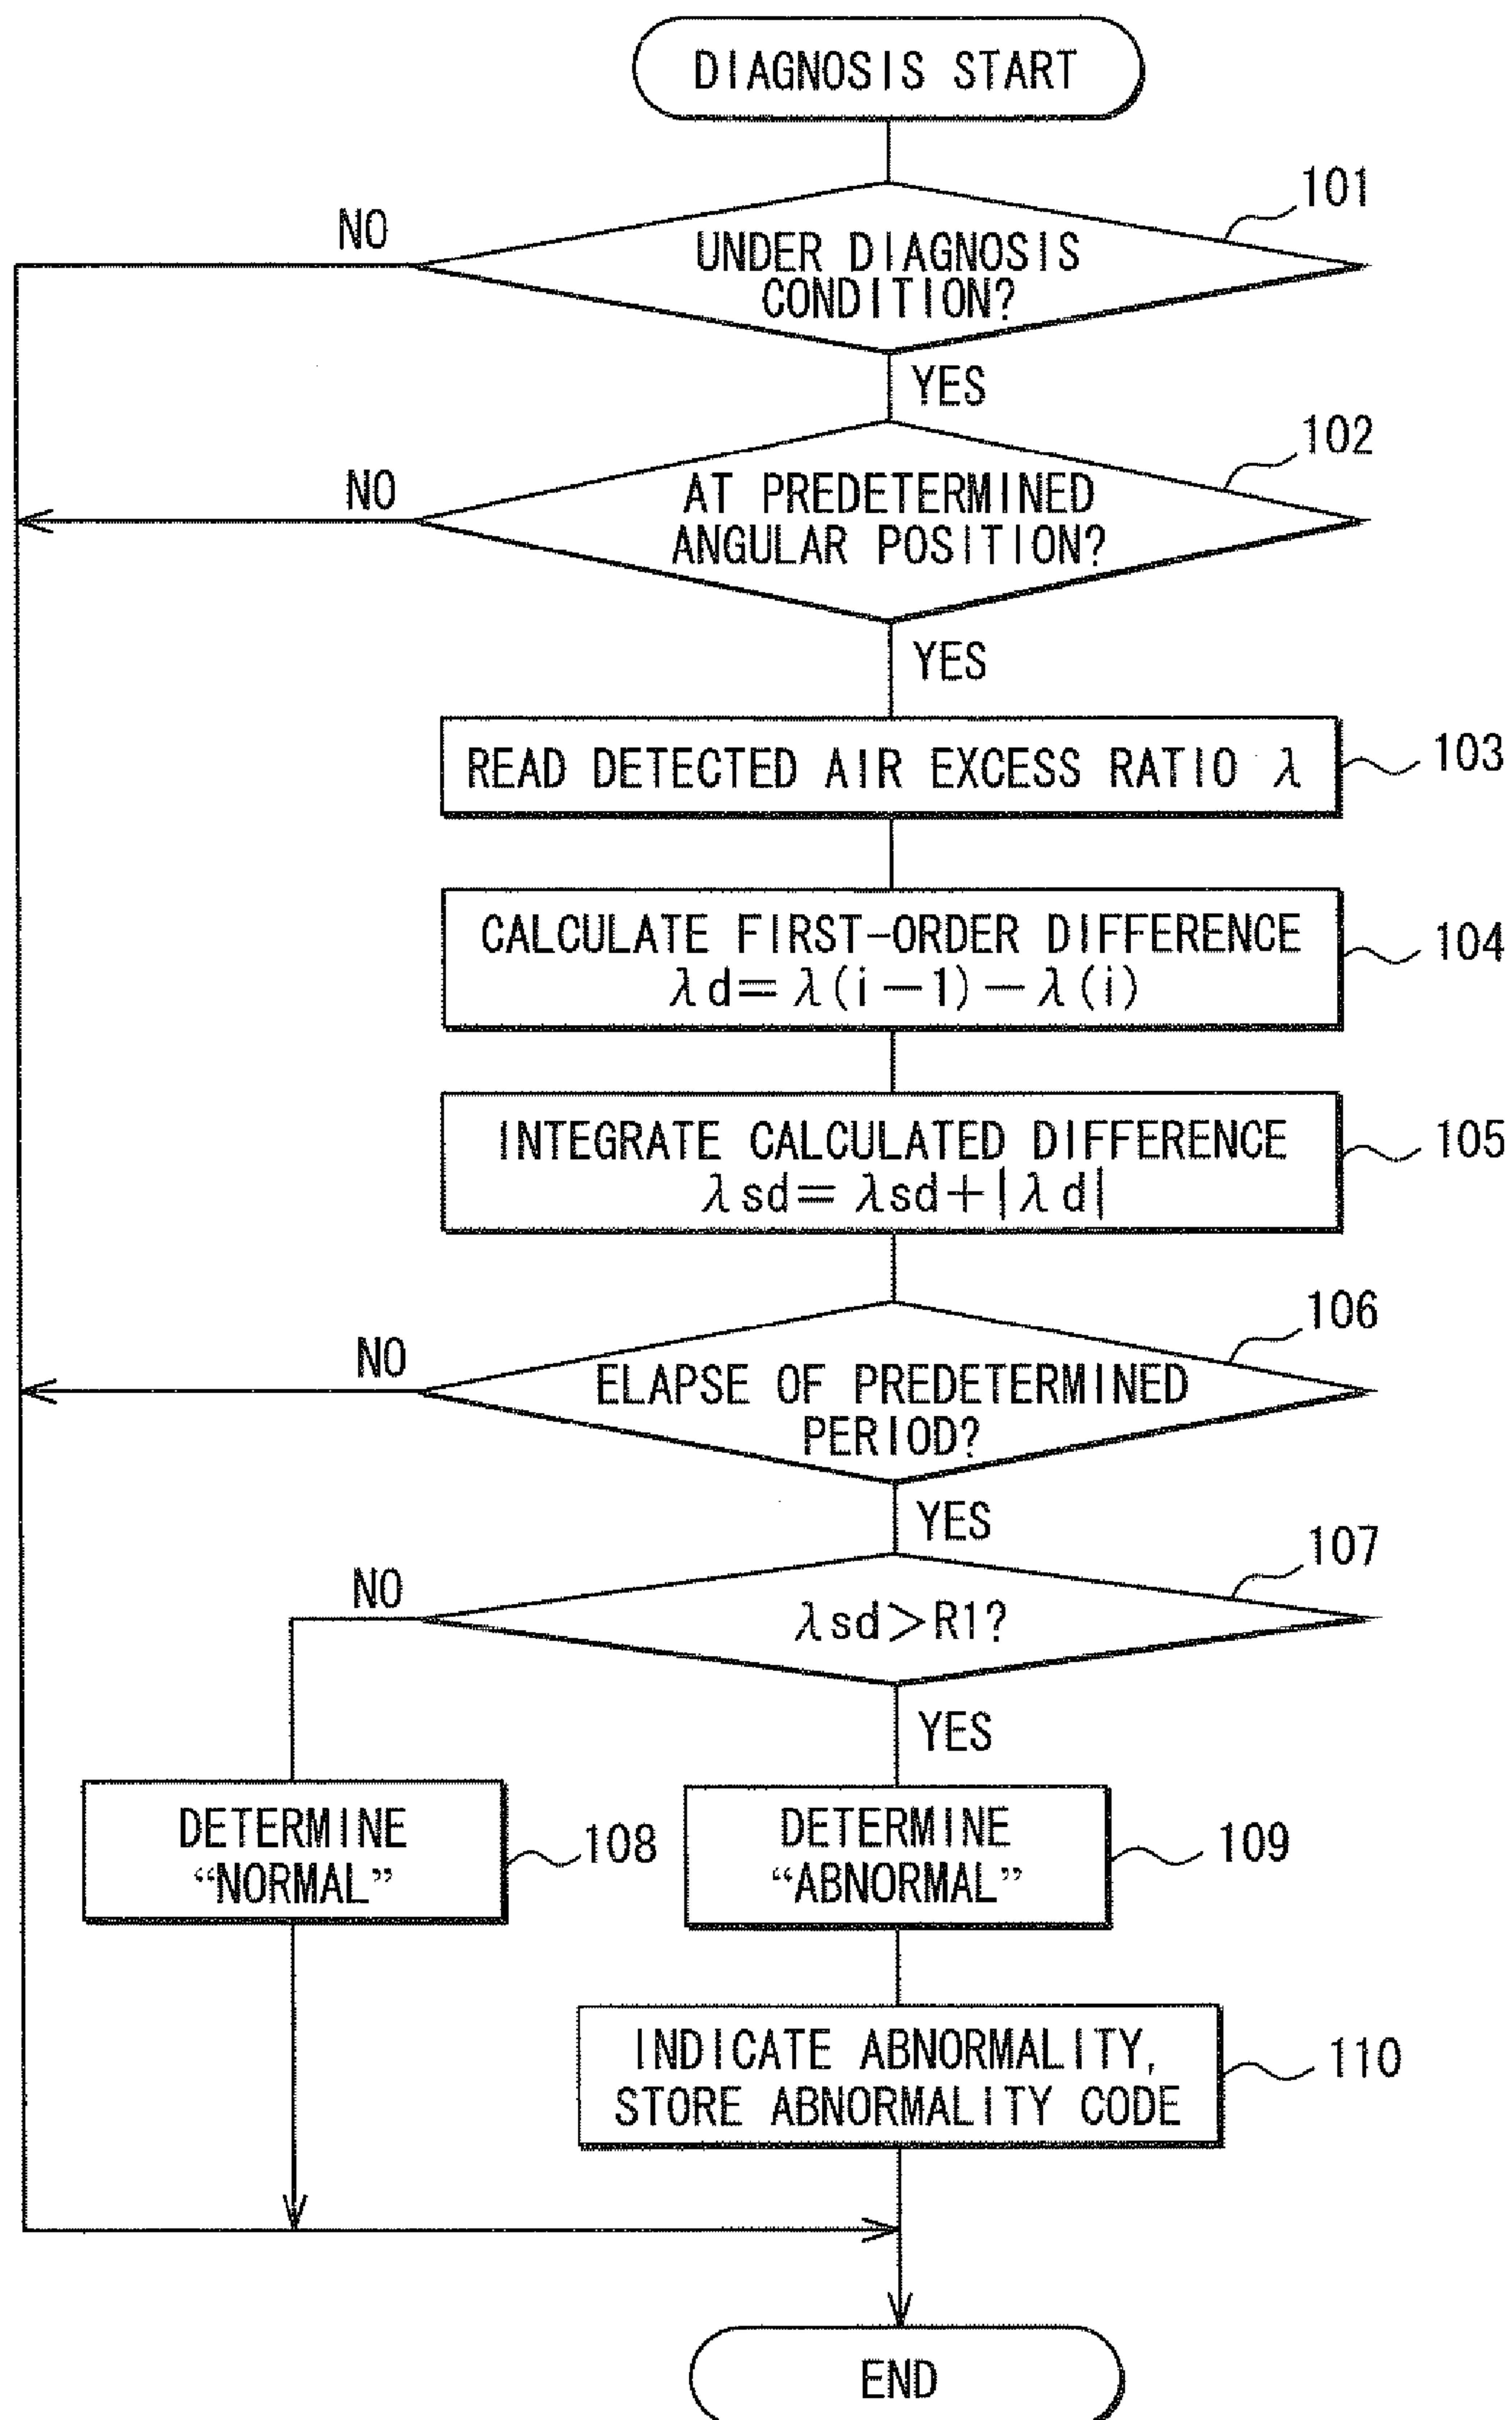 DIAGNOSIS START
101
NO
UNDER DIAGNOSIS
CONDITION?
YES
102
NO
AT PREDETERMINED
ANGULAR POSITION?
YES
READ DETECTED AIR EXCESS RATIO λ
103
CALCULATE FIRST-ORDER DIFFERENCE
λd=λ(i-1)-λ(i)
104
INTEGRATE CALCULATED DIFFERENCE
λsd=λsd+|λd|
105
106
NO
ELAPSE OF PREDETERMINED
PERIOD?
YES
107
NO
λsd>R1?
YES
DETERMINE
“NORMAL”
108
DETERMINE
“ABNORMAL”
109
INDICATE ABNORMALITY,
STORE ABNORMALITY CODE
110
END